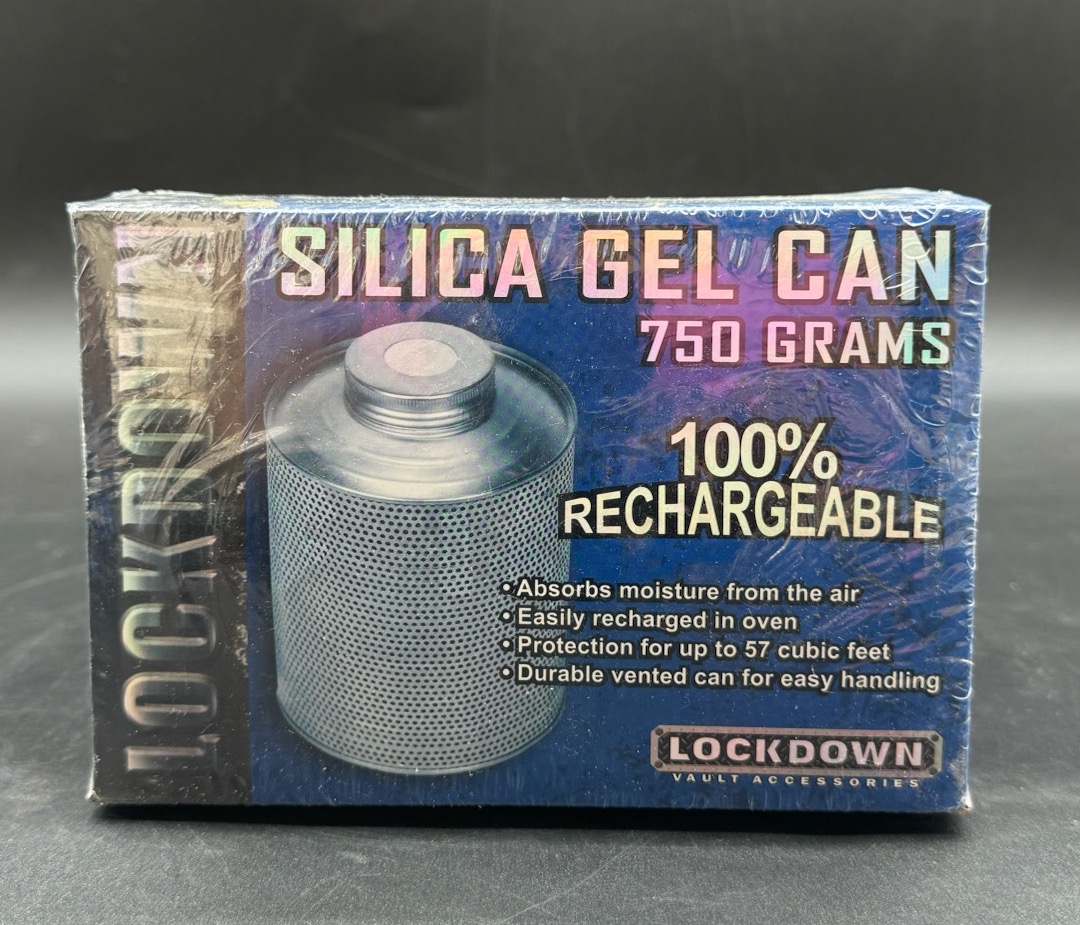 LOCKDOWN
SILICA GEL CAN
750 GRAMS
100%
RECHARGEABLE
• Absorbs moisture from the air
• Easily recharged in oven
• Protection for up to 57 cubic feet
• Durable vented can for easy handling
LOCKDOWN
VAULT ACCESSORIES